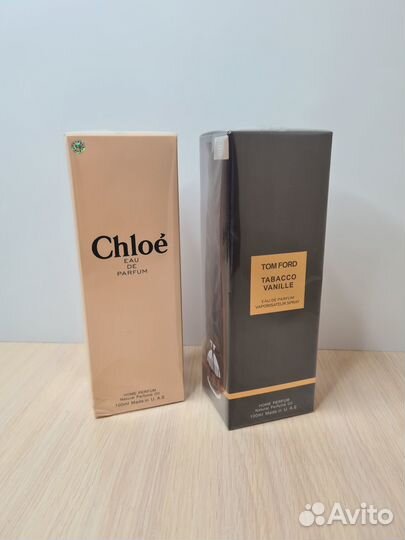 Chloé
EAU
DE
PARFUM
HOME PERFUM
Natural Perfume Oil
100ml Made in U.A.E
TOM FORD
TABACCO
VANILLE
EAU DE PARFUM
VAPORISATEUR SPRAY
HOME PERFUM
Natural Perfume Oil
100ml Made in U.A.E
Avito